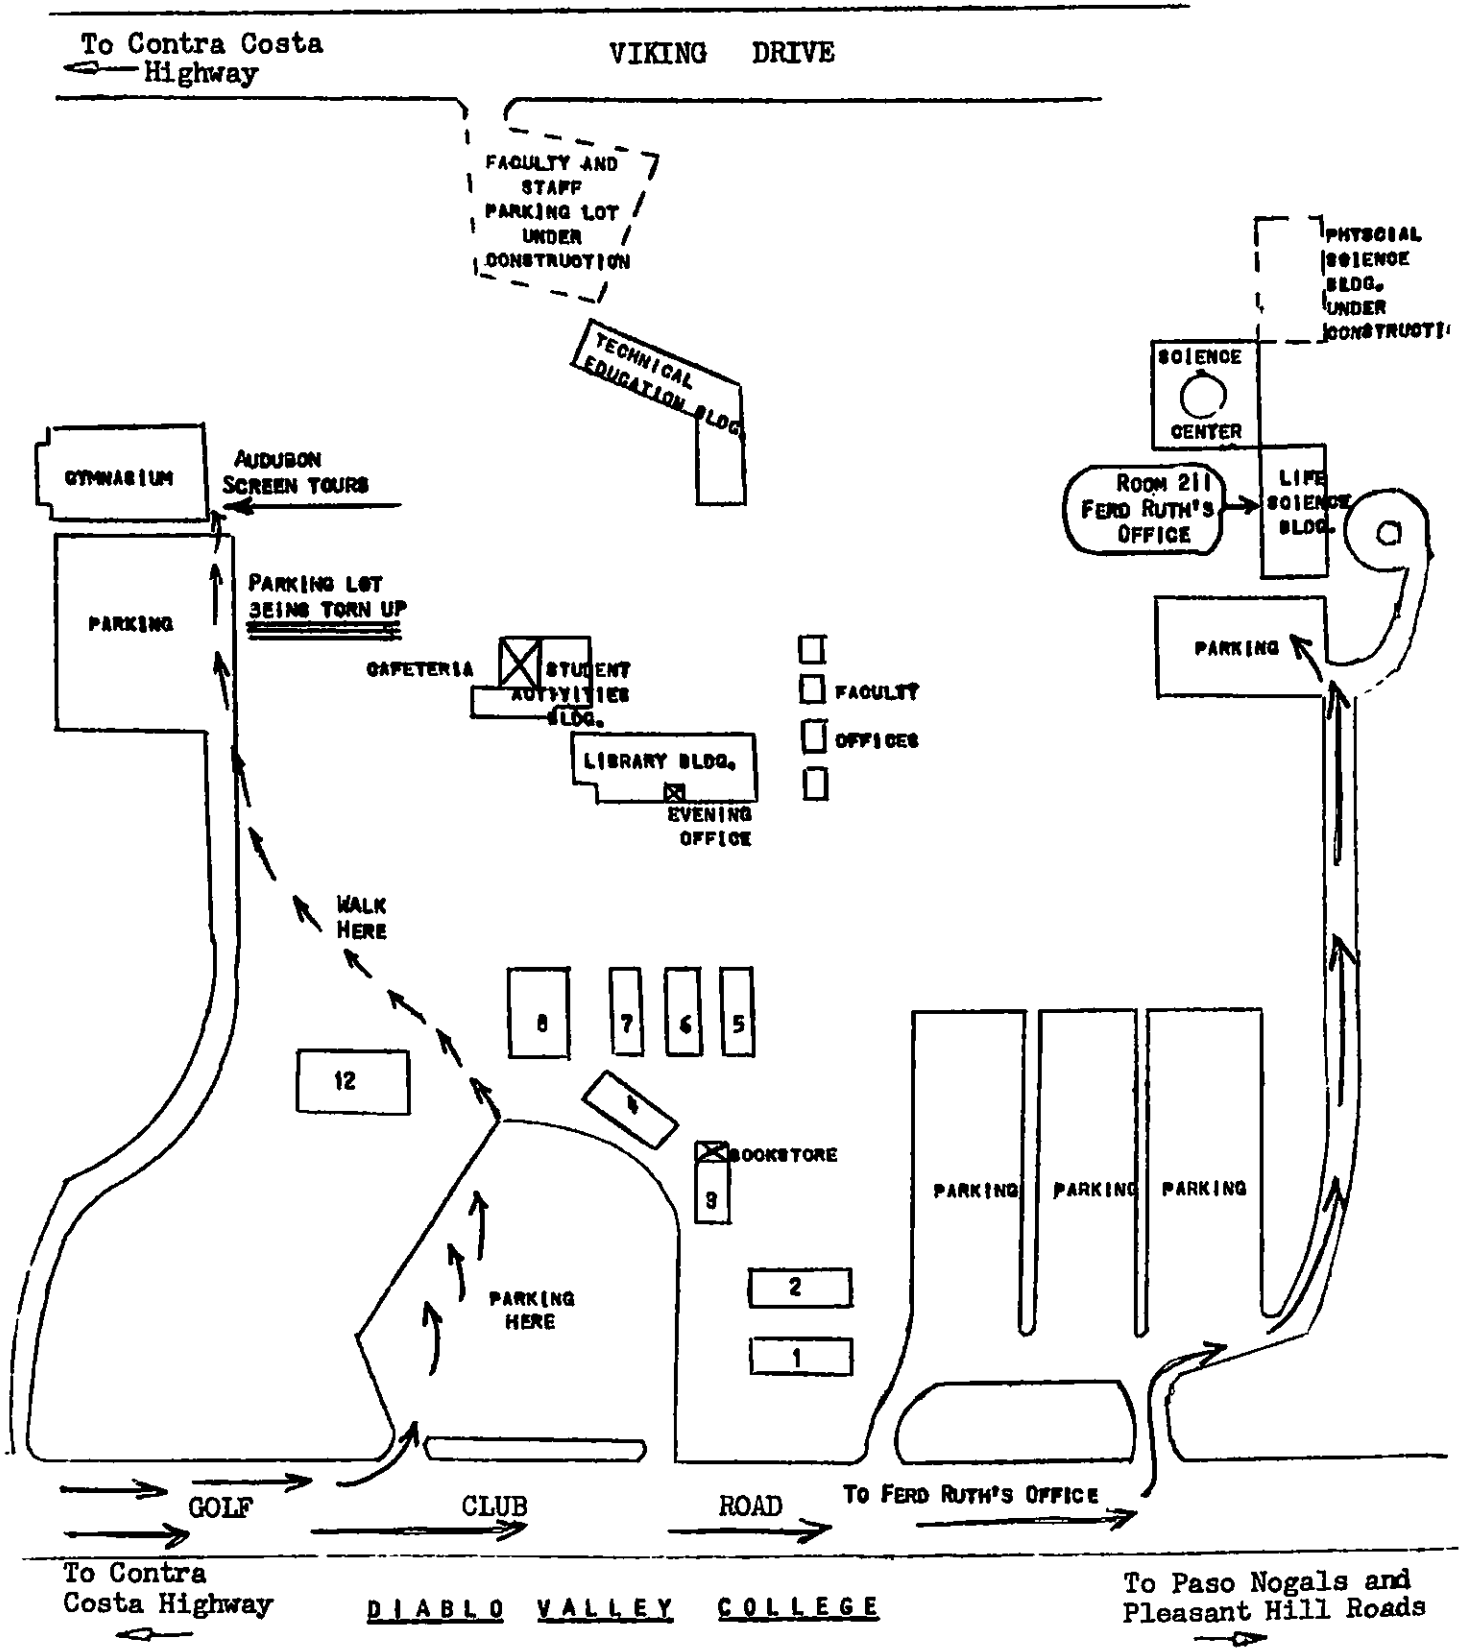 To Contra Costa
Highway
VIKING DRIVE
FACULTY AND
STAFF
PARKING LOT
UNDER
CONSTRUCTION
PHYSCIAL
SCIENCE
BLDG.
UNDER
CONSTRUCTI
TECHNICAL
EDUCATION BLDG.
SCIENCE
CENTER
GYMNASIUM
AUDUBON
SCREEN TOURS
ROOM 211
FERD RUTH'S
OFFICE
LIFE
SCIENCE
BLDG.
PARKING
PARKING LOT
BEING TORN UP
PARKING
CAFETERIA
STUDENT
ACTIVITIES
BLDG.
FACULTY
OFFICES
LIBRARY BLDG.
EVENING
OFFICE
WALK
HERE
8
7
6
5
12
4
BOOKSTORE
3
PARKING
PARKING
PARKING
2
PARKING
HERE
1
GOLF CLUB ROAD
TO FERD RUTH'S OFFICE
To Contra
Costa Highway
DIABLO VALLEY COLLEGE
To Paso Nogals and
Pleasant Hill Roads